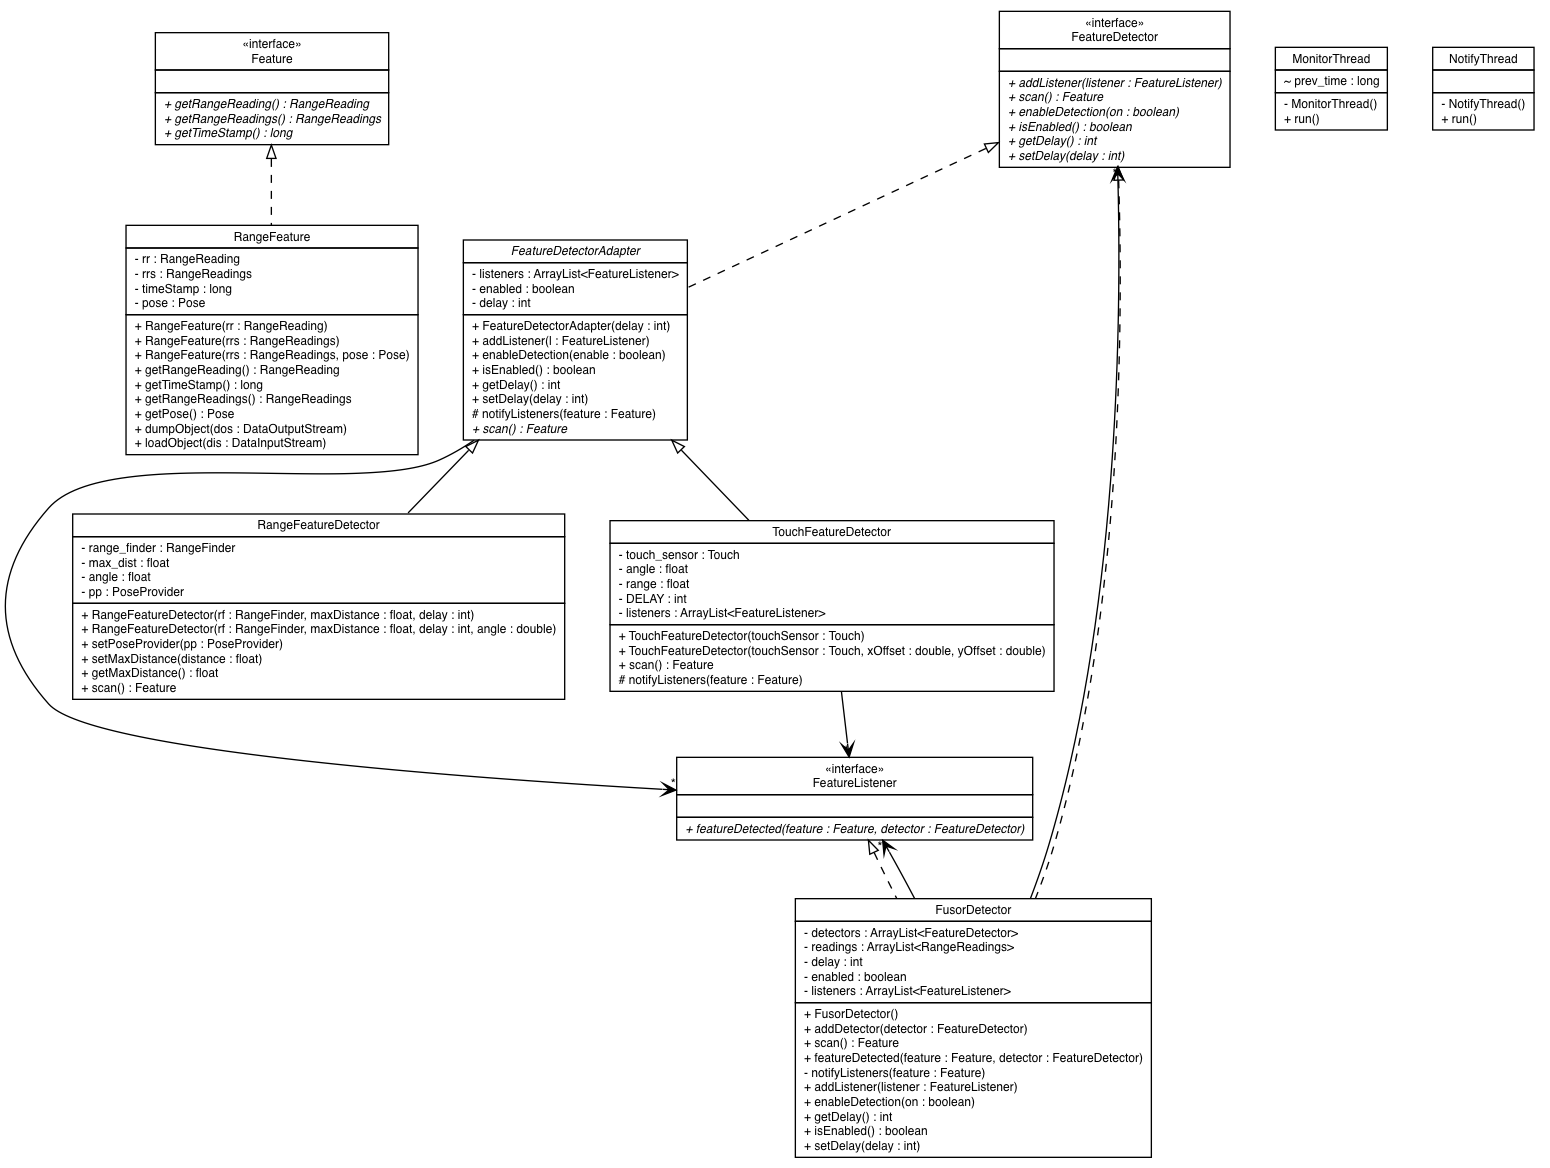 «interface»
Feature
+ getRangeReading() : RangeReading
+ getRangeReadings() : RangeReadings
+ getTimeStamp() : long
«interface»
FeatureDetector
+ addListener(listener : FeatureListener)
+ scan() : Feature
+ enableDetection(on : boolean)
+ isEnabled() : boolean
+ getDelay() : int
+ setDelay(delay : int)
MonitorThread
~ prev_time : long
- MonitorThread()
+ run()
NotifyThread
- NotifyThread()
+ run()
*
RangeFeature
- rr : RangeReading
- rrs : RangeReadings
- timeStamp : long
- pose : Pose
+ RangeFeature(rr : RangeReading)
+ RangeFeature(rrs : RangeReadings)
+ RangeFeature(rrs : RangeReadings, pose : Pose)
+ getRangeReading() : RangeReading
+ getTimeStamp() : long
+ getRangeReadings() : RangeReadings
+ getPose() : Pose
+ dumpObject(dos : DataOutputStream)
+ loadObject(dis : DataInputStream)
FeatureDetectorAdapter
- listeners : ArrayList<FeatureListener>
- enabled : boolean
- delay : int
+ FeatureDetectorAdapter(delay : int)
+ addListener(l : FeatureListener)
+ enableDetection(enable : boolean)
+ isEnabled() : boolean
+ getDelay() : int
+ setDelay(delay : int)
# notifyListeners(feature : Feature)
+ scan() : Feature
RangeFeatureDetector
- range_finder : RangeFinder
- max_dist : float
- angle : float
- pp : PoseProvider
+ RangeFeatureDetector(rf : RangeFinder, maxDistance : float, delay : int)
+ RangeFeatureDetector(rf : RangeFinder, maxDistance : float, delay : int, angle : double)
+ setPoseProvider(pp : PoseProvider)
+ setMaxDistance(distance : float)
+ getMaxDistance() : float
+ scan() : Feature
TouchFeatureDetector
- touch_sensor : Touch
- angle : float
- range : float
- DELAY : int
- listeners : ArrayList<FeatureListener>
+ TouchFeatureDetector(touchSensor : Touch)
+ TouchFeatureDetector(touchSensor : Touch, xOffset : double, yOffset : double)
+ scan() : Feature
# notifyListeners(feature : Feature)
*
«interface»
FeatureListener
+ featureDetected(feature : Feature, detector : FeatureDetector)
*
FusorDetector
- detectors : ArrayList<FeatureDetector>
- readings : ArrayList<RangeReadings>
- delay : int
- enabled : boolean
- listeners : ArrayList<FeatureListener>
+ FusorDetector()
+ addDetector(detector : FeatureDetector)
+ scan() : Feature
+ featureDetected(feature : Feature, detector : FeatureDetector)
- notifyListeners(feature : Feature)
+ addListener(listener : FeatureListener)
+ enableDetection(on : boolean)
+ getDelay() : int
+ isEnabled() : boolean
+ setDelay(delay : int)